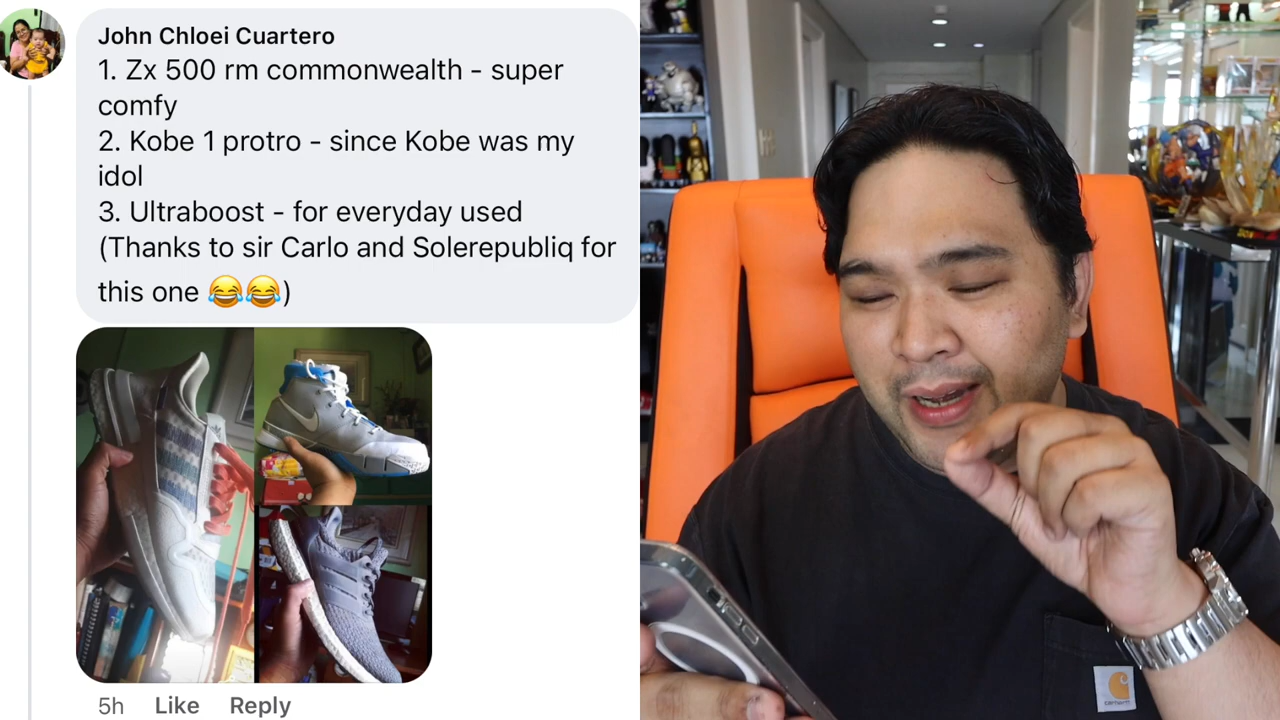 John Chloei Cuartero
1. Zx 500 rm commonwealth - super
comfy
2. Kobe 1 protro - since Kobe was my
idol
3. Ultraboost - for everyday used
(Thanks to sir Carlo and Solerepubliq for
this one 😂😂)
5h Like Reply
carhartt